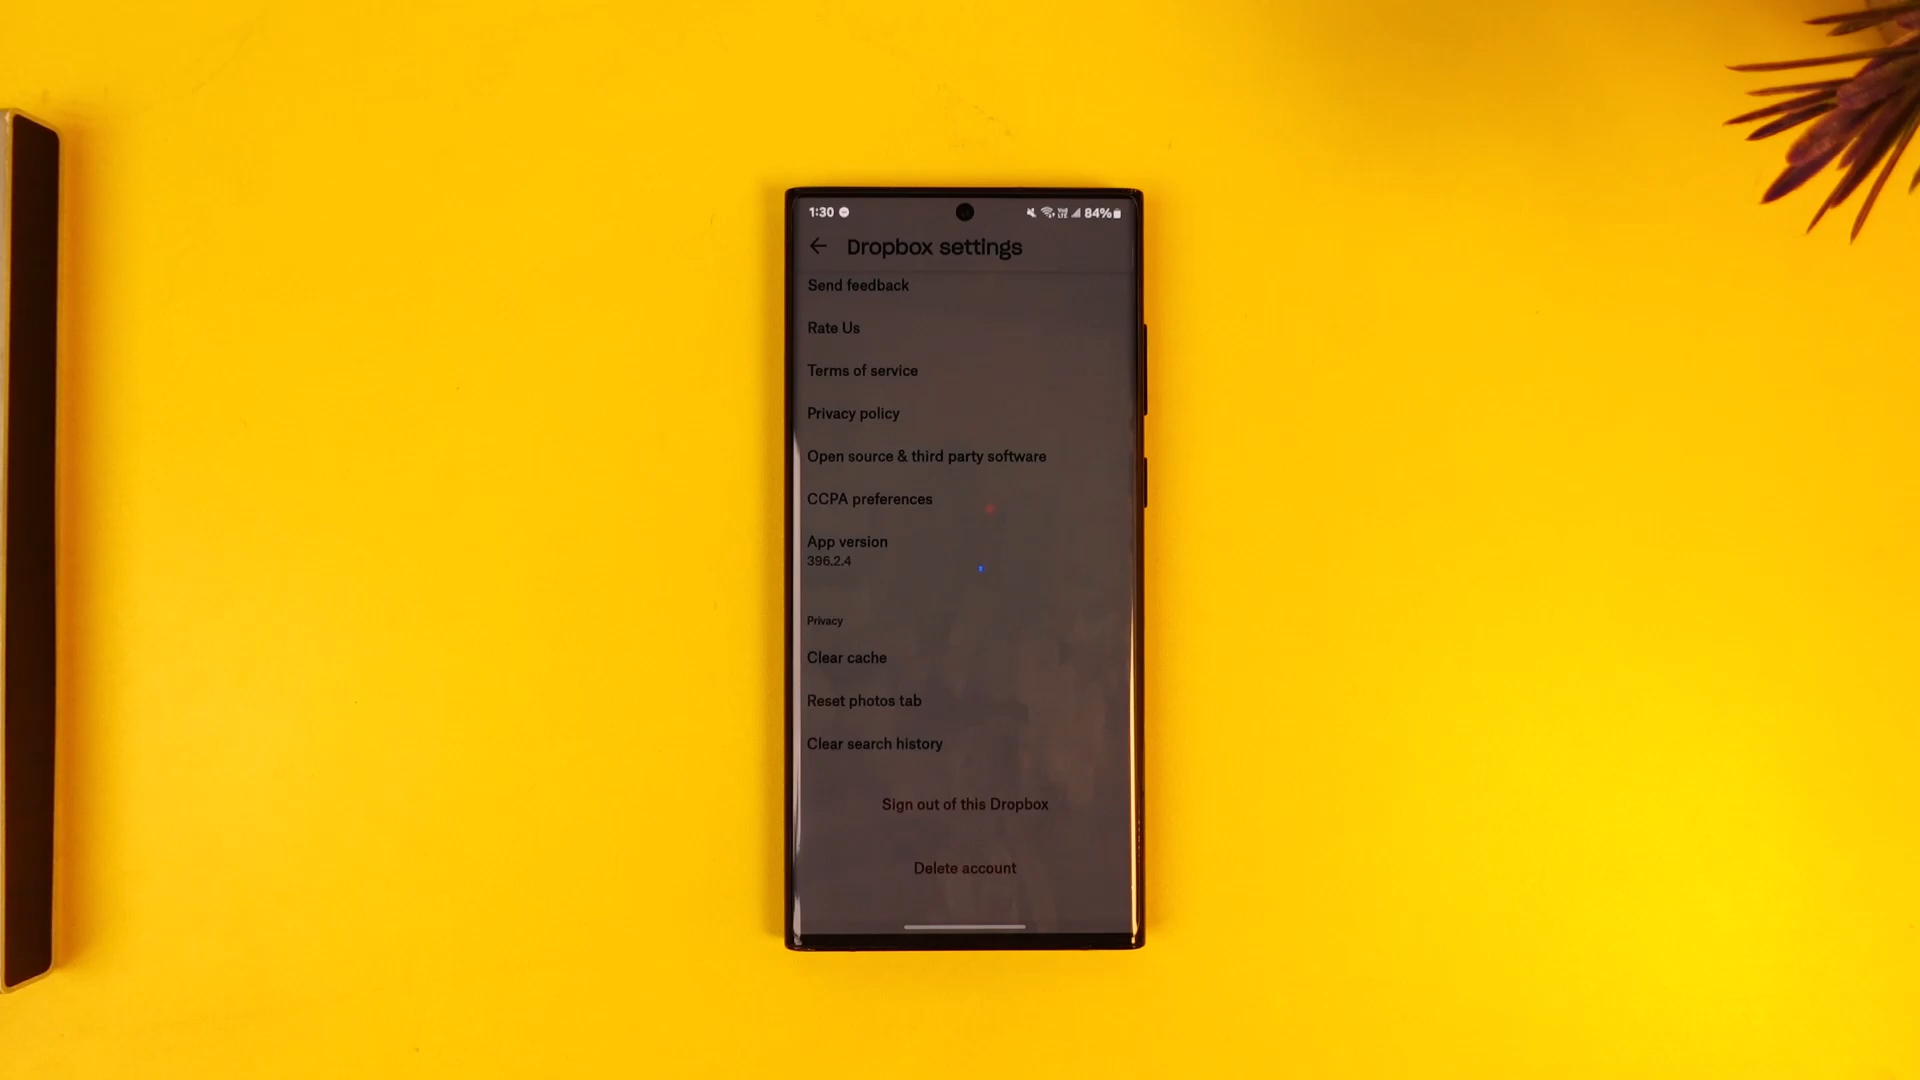 1:30
84%
Dropbox settings
Send feedback
Rate Us
Terms of service
Privacy policy
Open source & third party software
CCPA preferences
App version
396.2.4
Privacy
Clear cache
Reset photos tab
Clear search history
Sign out of this Dropbox
Delete account